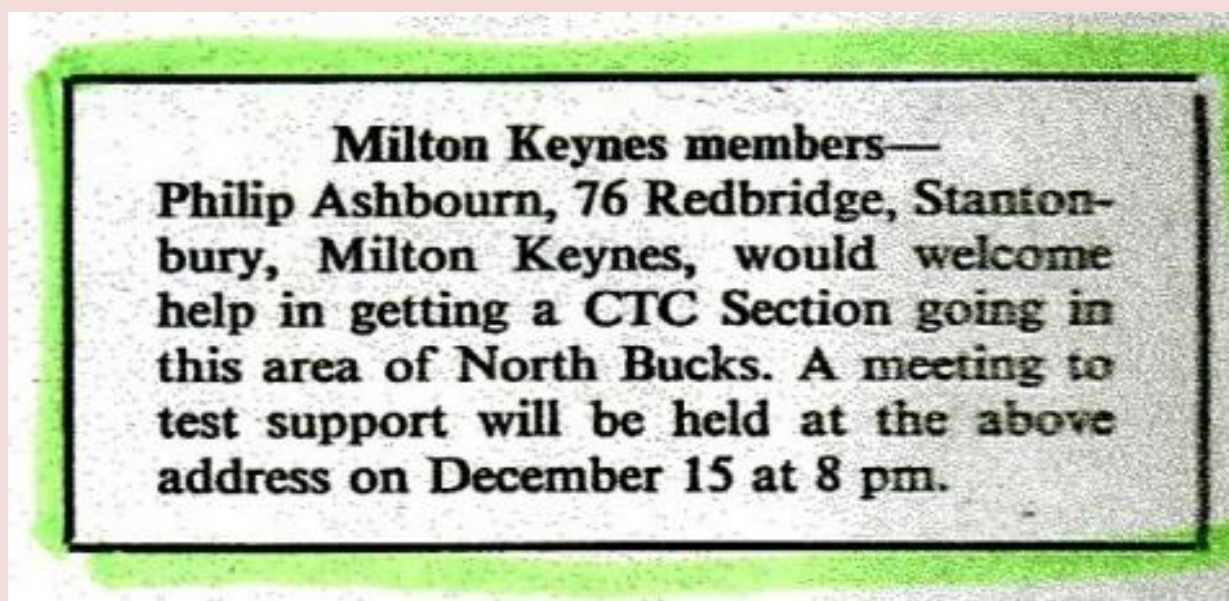 Milton Keynes members—
Philip Ashbourn, 76 Redbridge, Stanton-
bury, Milton Keynes, would welcome
help in getting a CTC Section going in
this area of North Bucks. A meeting to
test support will be held at the above
address on December 15 at 8 pm.